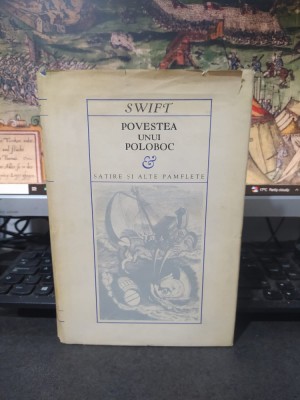 SWIFT
POVESTEA
UNUI
POLOBOC
&
SATIRE ȘI ALTE PAMFLETE